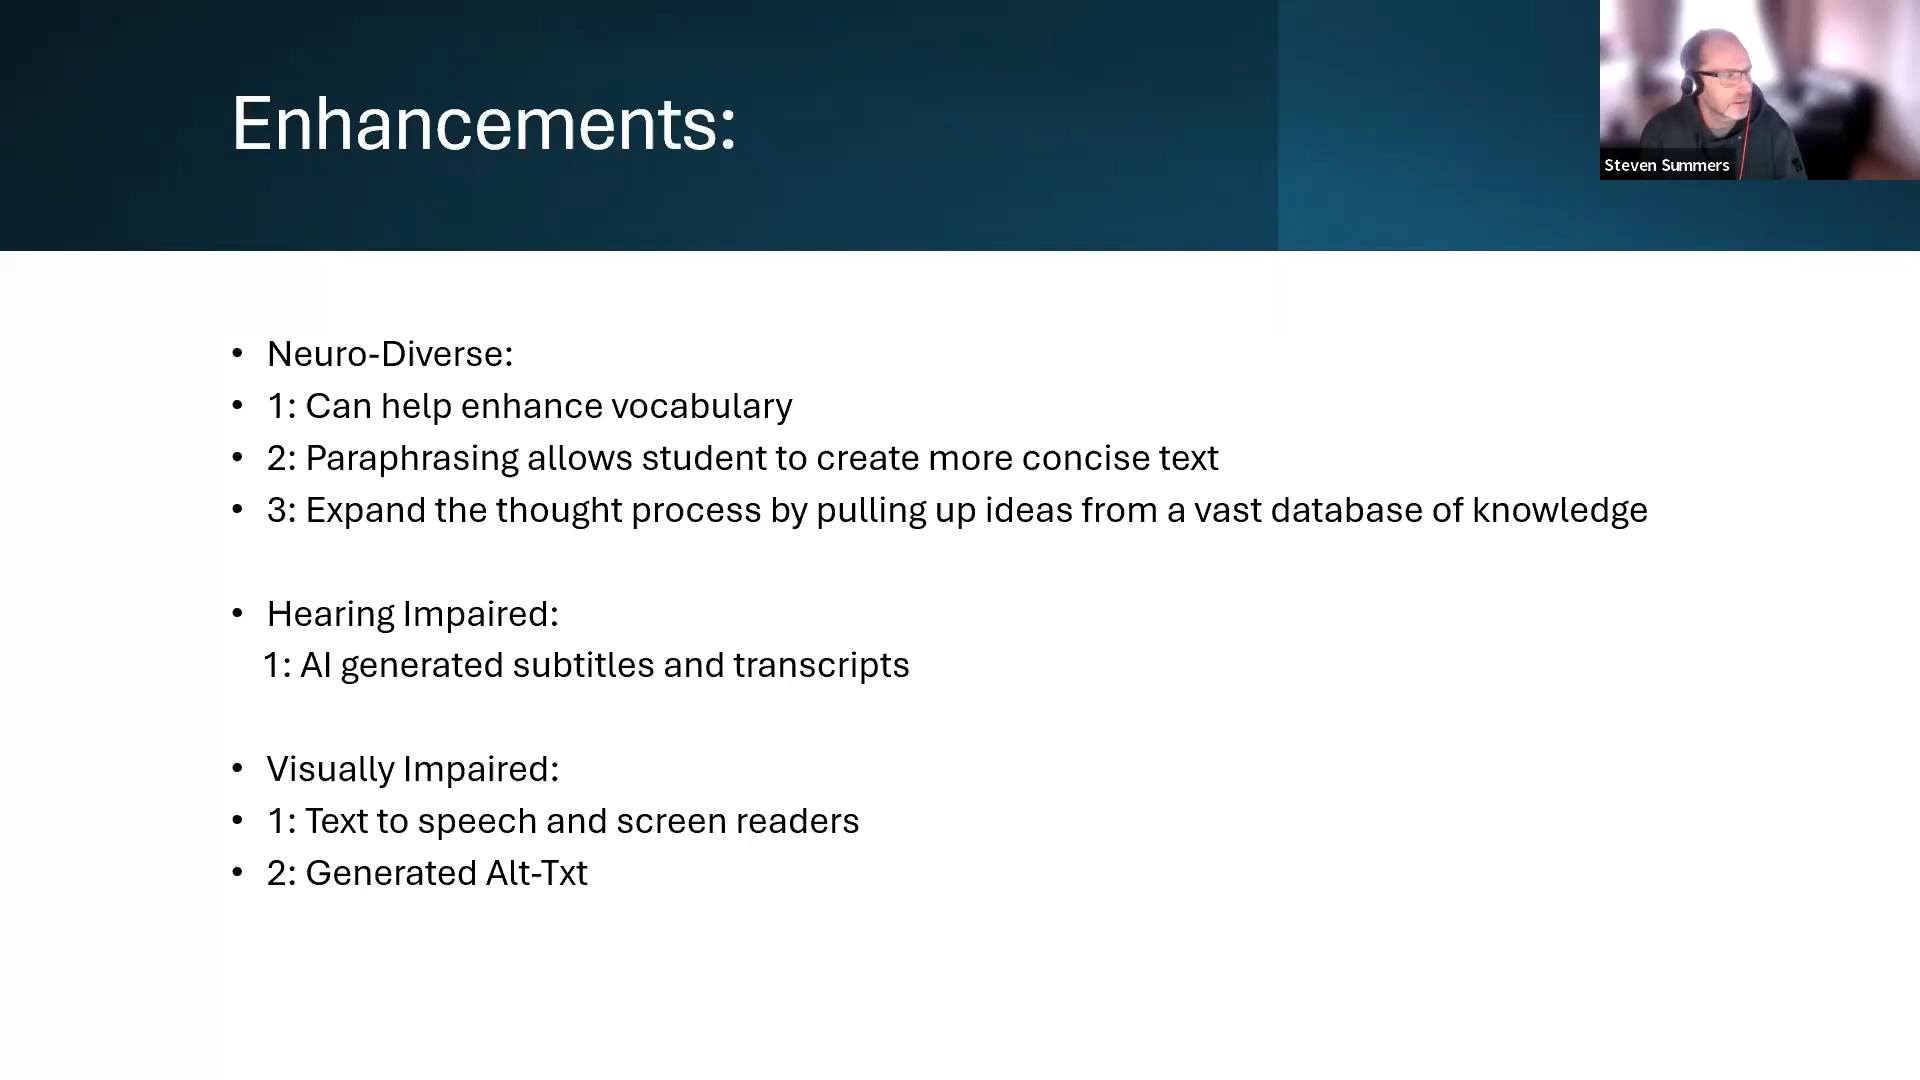 Enhancements:
Steven Summers
• Neuro-Diverse:
• 1: Can help enhance vocabulary
• 2: Paraphrasing allows student to create more concise text
• 3: Expand the thought process by pulling up ideas from a vast database of knowledge
• Hearing Impaired:
1: AI generated subtitles and transcripts
• Visually Impaired:
• 1: Text to speech and screen readers
• 2: Generated Alt-Txt